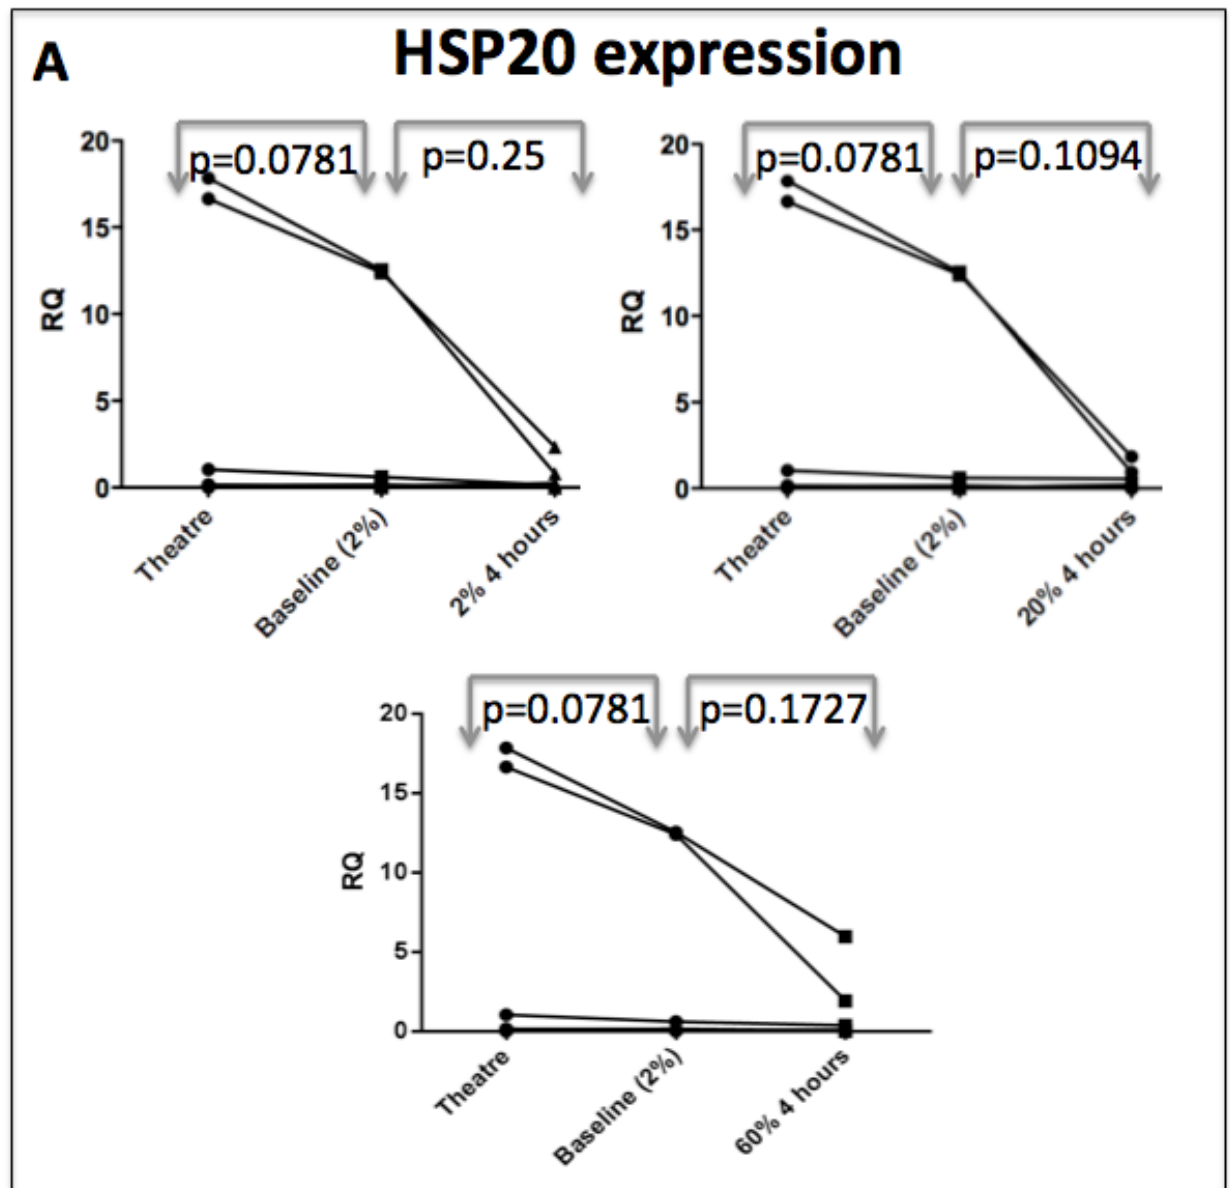 A
HSP20 expression
p=0.0781
p=0.25
20
15
10
5
0
RQ
Theatre
Baseline (2%)
2% 4 hours
p=0.0781
p=0.1094
20
15
10
5
0
RQ
Theatre
Baseline (2%)
20% 4 hours
p=0.0781
p=0.1727
20
15
10
5
0
RQ
Theatre
Baseline (2%)
60% 4 hours